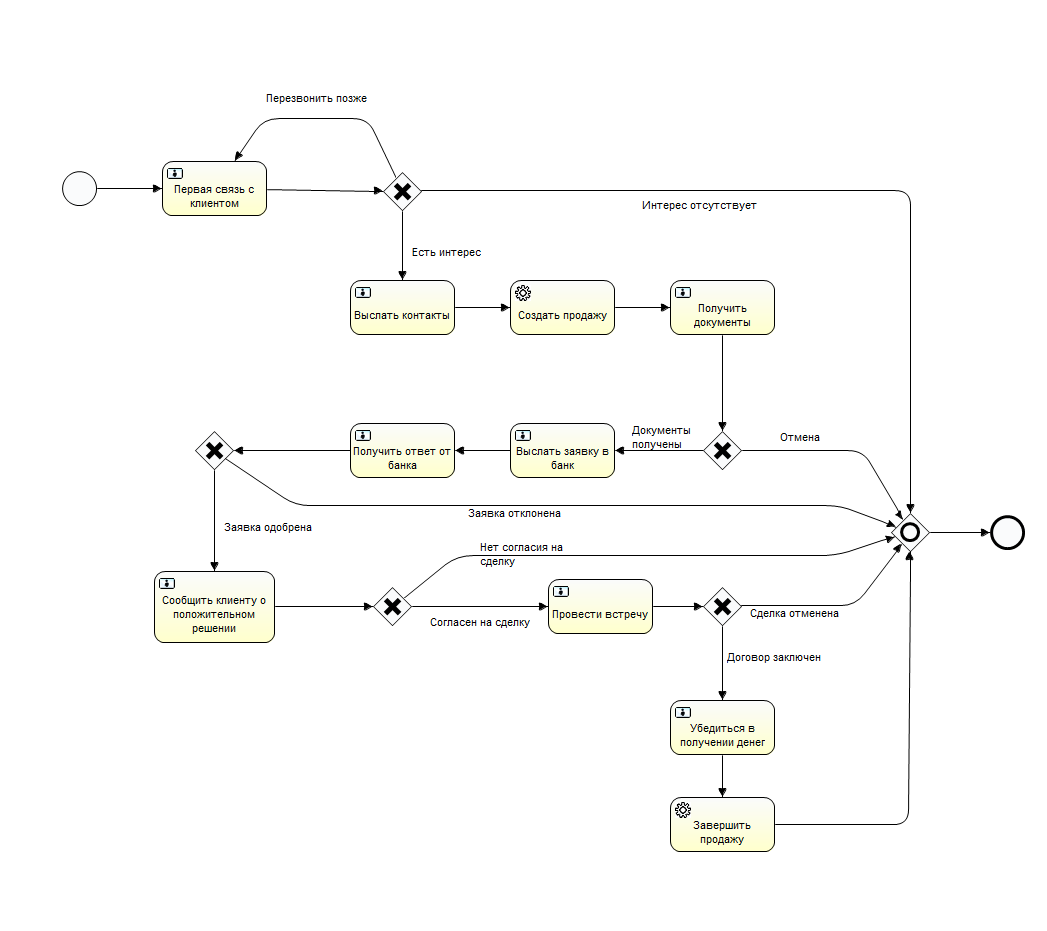 Перезвонить позже
Первая связь с
клиентом
Интерес отсутствует
Есть интерес
Выслать контакты
Создать продажу
Получить
документы
Документы
получены
Отмена
Выслать заявку в
банк
Получить ответ от
банка
Заявка отклонена
Заявка одобрена
Нет согласия на
сделку
Сообщить клиенту о
положительном
решении
Согласен на сделку
Провести встречу
Сделка отменена
Договор заключен
Убедиться в
получении денег
Завершить
продажу